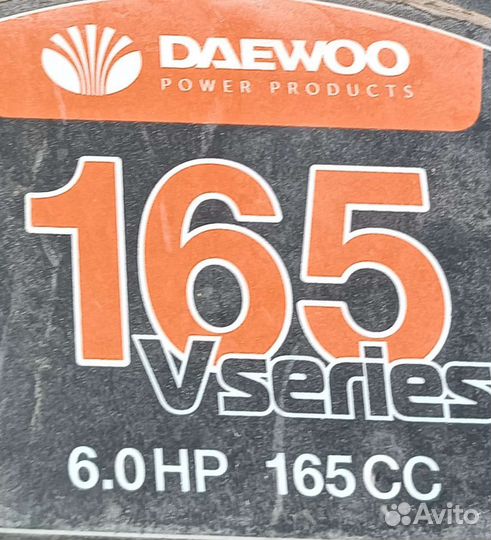 DAEWOO
POWER PRODUCTS
165
Vseries
6.0HP 165CC
Avito